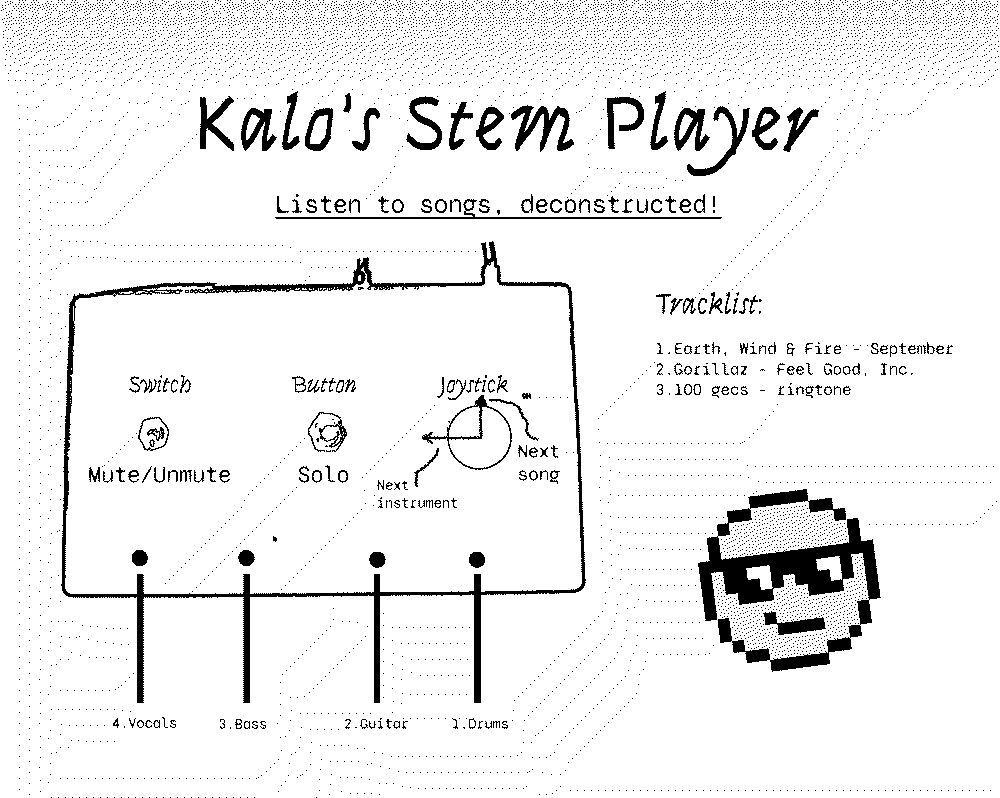 Kalo's Stem Player
Listen to songs, deconstructed!
Tracklist:
1.Earth, Wind & Fire - September
2.Gorillaz - Feel Good, Inc.
3.100 gecs - ringtone
Switch
Button
Joystick
Mute/Unmute
Solo
Next
song
Next
instrument
4.Vocals
3.Bass
2.Guitar
1.Drums